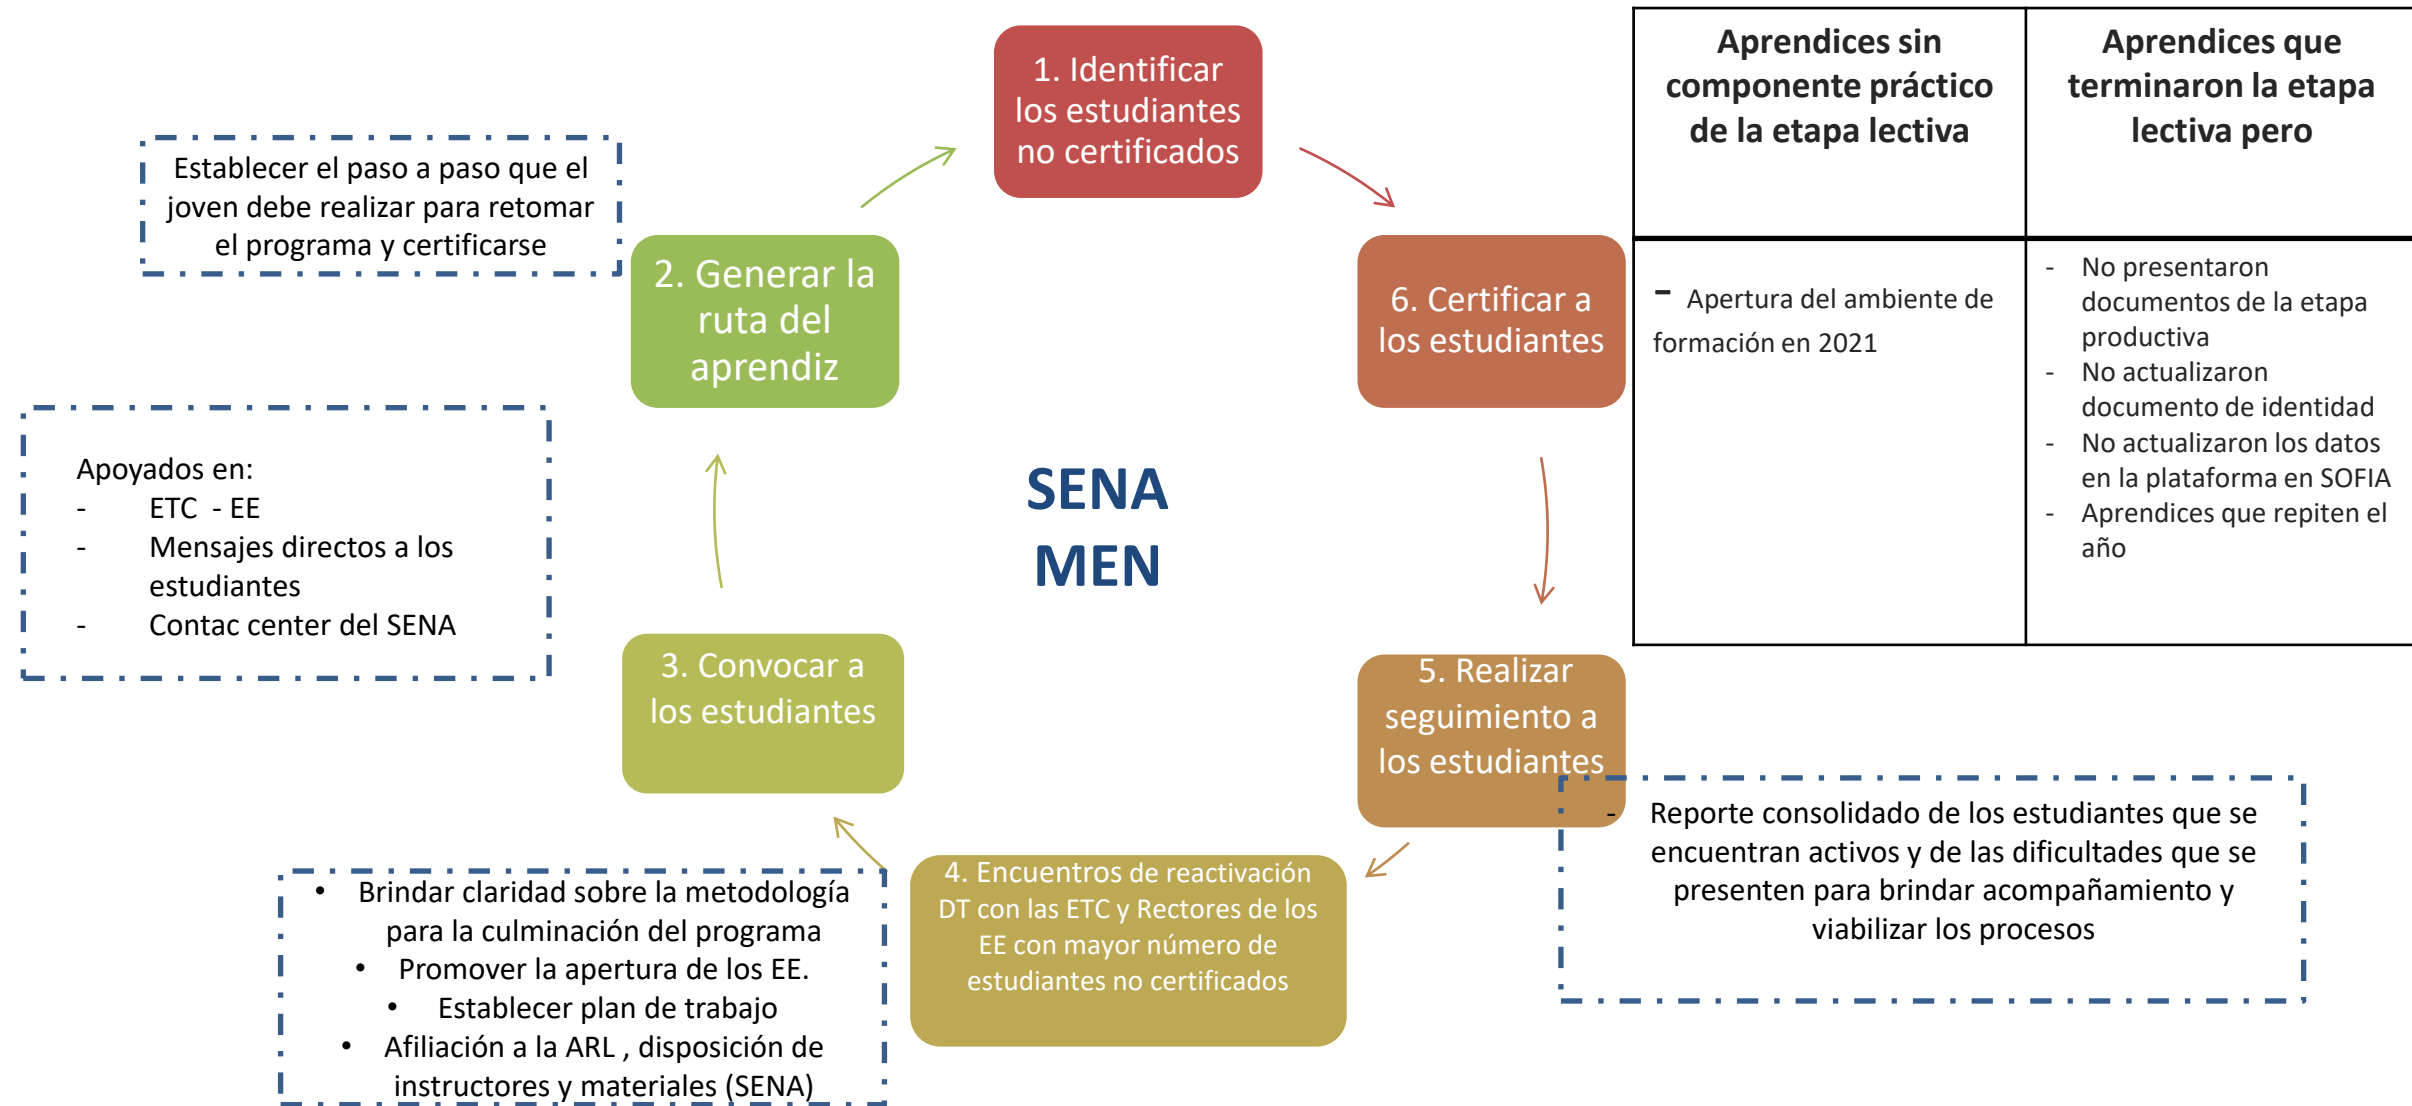 1. Identificar
los estudiantes
no certificados
Establecer el paso a paso que el
joven debe realizar para retomar
el programa y certificarse
2. Generar la
ruta del
aprendiz
Apoyados en:
- ETC - EE
- Mensajes directos a los
estudiantes
- Contac center del SENA
3. Convocar a
los estudiantes
• Brindar claridad sobre la metodología
para la culminación del programa
• Promover la apertura de los EE.
• Establecer plan de trabajo
• Afiliación a la ARL , disposición de
instructores y materiales (SENA)
4. Encuentros de reactivación
DT con las ETC y Rectores de los
EE con mayor número de
estudiantes no certificados
5. Realizar
seguimiento a
los estudiantes
- Reporte consolidado de los estudiantes que se
encuentran activos y de las dificultades que se
presenten para brindar acompañamiento y
viabilizar los procesos
6. Certificar a
los estudiantes
SENA
MEN
Aprendices sin
componente práctico
de la etapa lectiva
Aprendices que
terminaron la etapa
lectiva pero
- Apertura del ambiente de
formación en 2021
- No presentaron
documentos de la etapa
productiva
- No actualizaron
documento de identidad
- No actualizaron los datos
en la plataforma en SOFIA
- Aprendices que repiten el
año